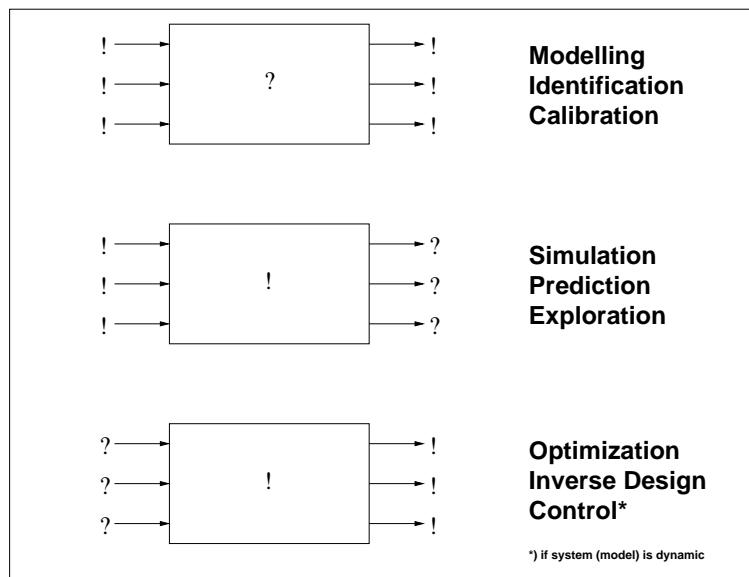 ! ! Modelling
! ? ! Identification
! ! Calibration
! ? Simulation
! ! ? Prediction
! ? Exploration
? ! Optimization
? ! ! Inverse Design
? ! Control*
*) if system (model) is dynamic